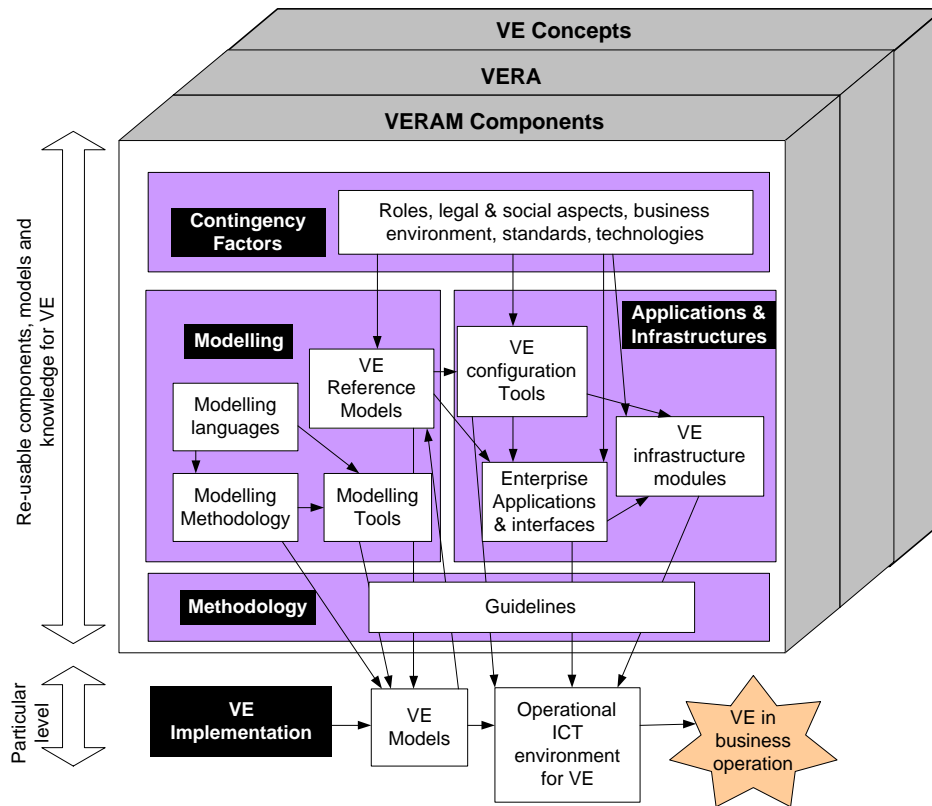 VE Concepts
VERA
VERAM Components
Re-usable components, models and
knowledge for VE
Contingency
Factors
Roles, legal & social aspects, business
environment, standards, technologies
Modelling
Applications &
Infrastructures
VE
Reference
Models
VE
configuration
Tools
Modelling
languages
VE
infrastructure
modules
Modelling
Methodology
Modelling
Tools
Enterprise
Applications
& interfaces
Methodology
Guidelines
Particular
level
VE
Implementation
VE
Models
Operational
ICT
environment
for VE
VE in
business
operation